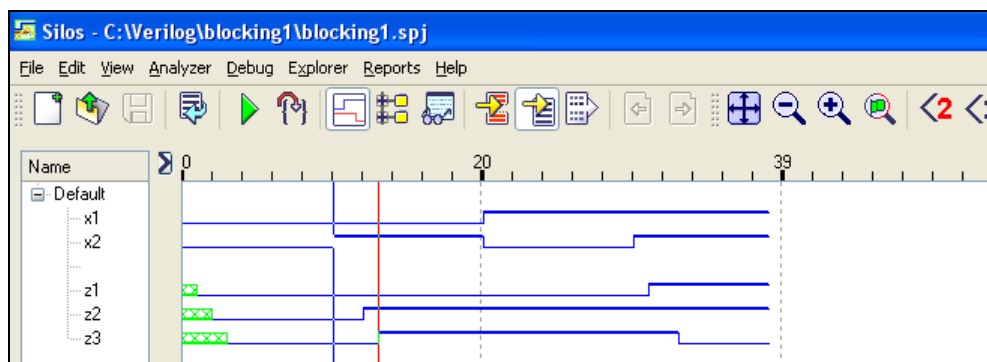 Silos - C:\Verilog\blocking1\blocking1.spj
File Edit View Analyzer Debug Explorer Reports Help
2
Name 0 20 39
Default
x1
x2
z1
z2
z3